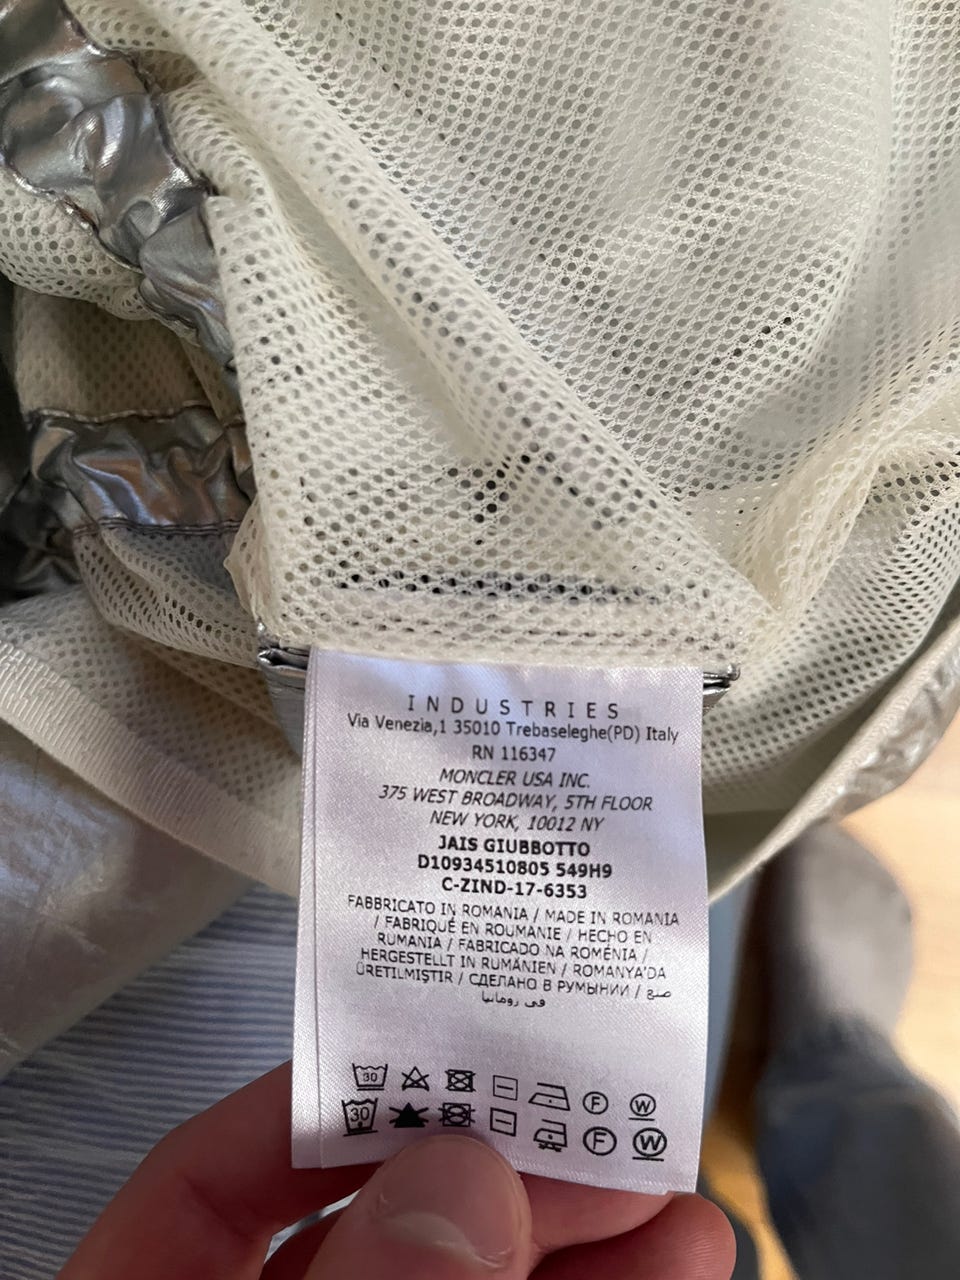 INDUSTRIES
Via Venezia,1 35010 Trebaseleghe(PD) Italy
RN 116347
MONCLER USA INC.
375 WEST BROADWAY, 5TH FLOOR
NEW YORK, 10012 NY
JAIS GIUBBOTTO
D10934510805 549H9
C-ZIND-17-6353
FABBRICATO IN ROMANIA / MADE IN ROMANIA
/ FABRIQUÉ EN ROUMANIE / HECHO EN
RUMANIA / FABRICADO NA ROMÉNIA /
HERGESTELLT IN RUMÄNIEN / ROMANYA'DA
ÜRETILMIŞTIR / СДЕЛАНО В РУМЫНИИ / صنع
في رومانيا
30 F W
30 F W